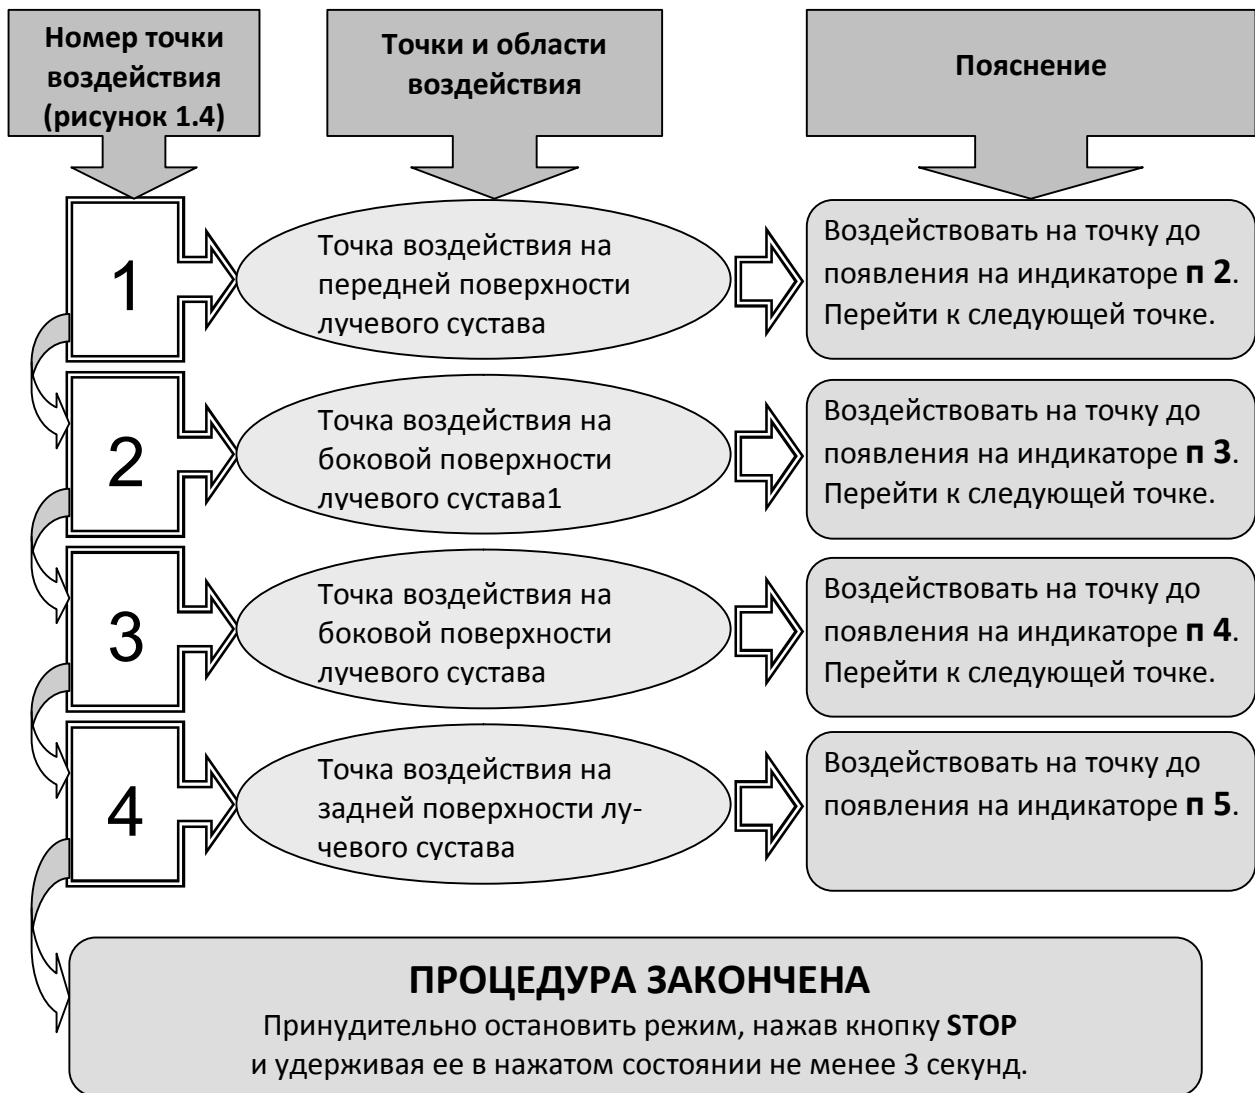 Номер точки
воздействия
(рисунок 1.4)
Точки и области
воздействия
Пояснение
1
Точка воздействия на
передней поверхности
лучевого сустава
Воздействовать на точку до
появления на индикаторе п 2.
Перейти к следующей точке.
2
Точка воздействия на
боковой поверхности
лучевого сустава1
Воздействовать на точку до
появления на индикаторе п 3.
Перейти к следующей точке.
3
Точка воздействия на
боковой поверхности
лучевого сустава
Воздействовать на точку до
появления на индикаторе п 4.
Перейти к следующей точке.
4
Точка воздействия на
задней поверхности лу-
чевого сустава
Воздействовать на точку до
появления на индикаторе п 5.
ПРОЦЕДУРА ЗАКОНЧЕНА
Принудительно остановить режим, нажав кнопку STOP
и удерживая ее в нажатом состоянии не менее 3 секунд.